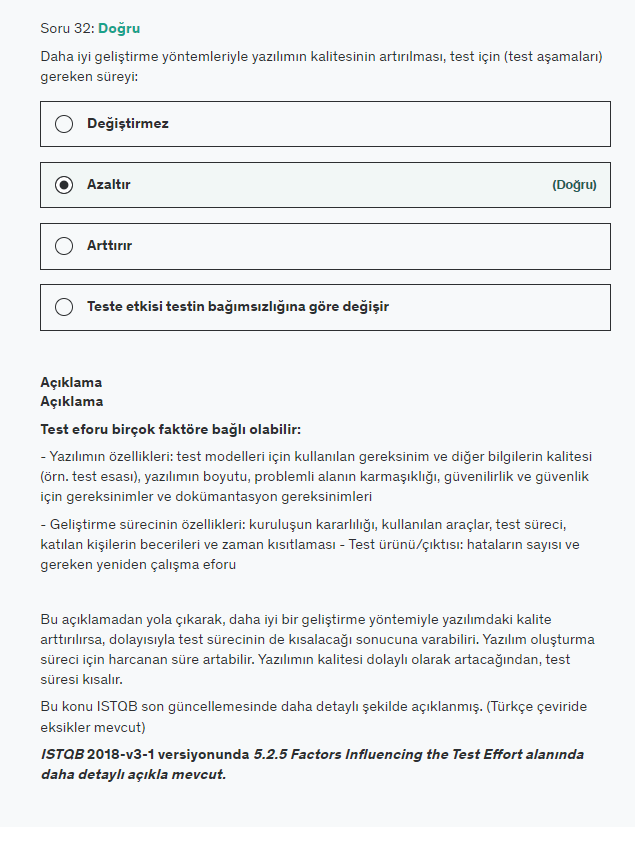 Soru 32: Doğru
Daha iyi geliştirme yöntemleriyle yazılımın kalitesinin artırılması, test için (test aşamaları)
gereken süreyi:
Değiştirmez
Azaltır (Doğru)
Arttırır
Teste etkisi testin bağımsızlığına göre değişir
Açıklama
Açıklama
Test eforu birçok faktöre bağlı olabilir:
- Yazılımın özellikleri: test modelleri için kullanılan gereksinim ve diğer bilgilerin kalitesi
(örn. test esası), yazılımın boyutu, problemli alanın karmaşıklığı, güvenilirlik ve güvenlik
için gereksinimler ve dokümantasyon gereksinimleri
- Geliştirme sürecinin özellikleri: kuruluşun kararlılığı, kullanılan araçlar, test süreci,
katılan kişilerin becerileri ve zaman kısıtlaması - Test ürünü/çıktısı: hataların sayısı ve
gereken yeniden çalışma eforu
Bu açıklamadan yola çıkarak, daha iyi bir geliştirme yöntemiyle yazılımdaki kalite
arttırılırsa, dolayısıyla test sürecinin de kısalacağı sonucuna varabiliri. Yazılım oluşturma
süreci için harcanan süre artabilir. Yazılımın kalitesi dolaylı olarak artacağından, test
süresi kısalır.
Bu konu ISTQB son güncellemesinde daha detaylı şekilde açıklanmış. (Türkçe çeviride
eksikler mevcut)
ISTQB 2018-v3-1 versiyonunda 5.2.5 Factors Influencing the Test Effort alanında
daha detaylı açıkla mevcut.